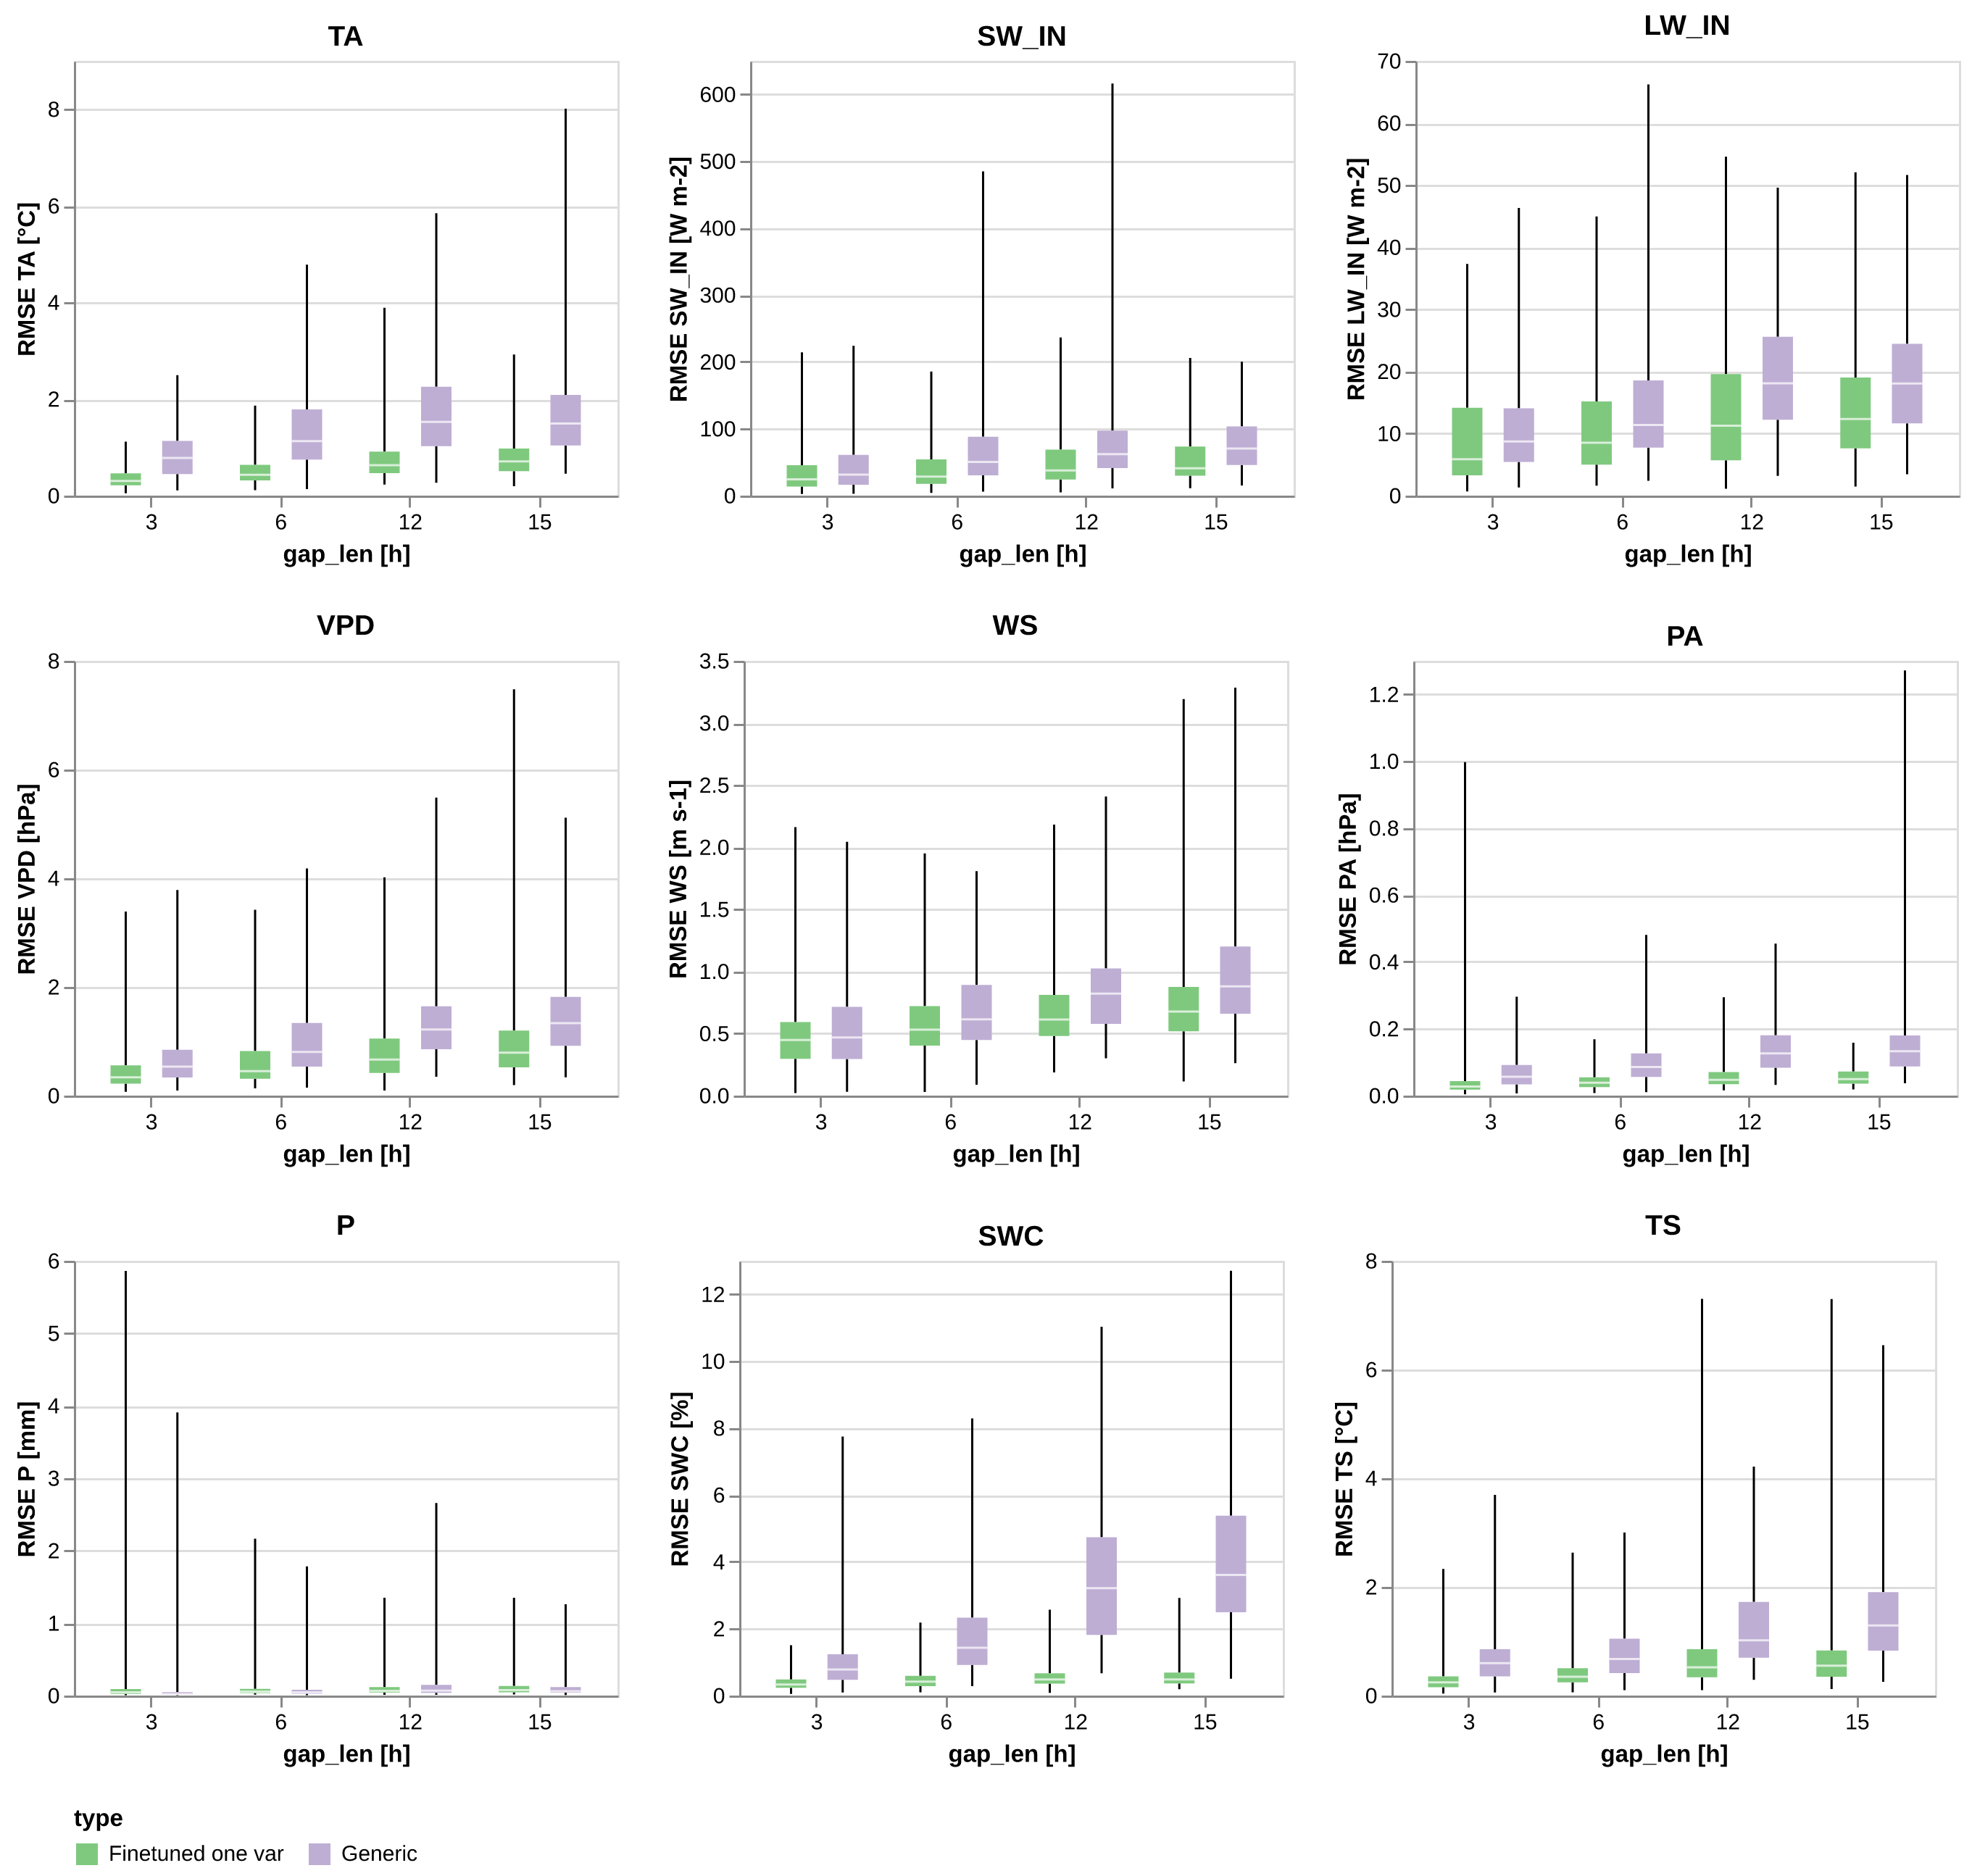 TA
RMSE TA [°C]
8
6
4
2
0
3 6 12 15
gap_len [h]
SW_IN
RMSE SW_IN [W m-2]
600
500
400
300
200
100
0
3 6 12 15
gap_len [h]
LW_IN
RMSE LW_IN [W m-2]
70
60
50
40
30
20
10
0
3 6 12 15
gap_len [h]
VPD
RMSE VPD [hPa]
8
6
4
2
0
3 6 12 15
gap_len [h]
WS
RMSE WS [m s-1]
3.5
3.0
2.5
2.0
1.5
1.0
0.5
0.0
3 6 12 15
gap_len [h]
PA
RMSE PA [hPa]
1.2
1.0
0.8
0.6
0.4
0.2
0.0
3 6 12 15
gap_len [h]
P
RMSE P [mm]
6
5
4
3
2
1
0
3 6 12 15
gap_len [h]
SWC
RMSE SWC [%]
12
10
8
6
4
2
0
3 6 12 15
gap_len [h]
TS
RMSE TS [°C]
8
6
4
2
0
3 6 12 15
gap_len [h]
type
Finetuned one var Generic